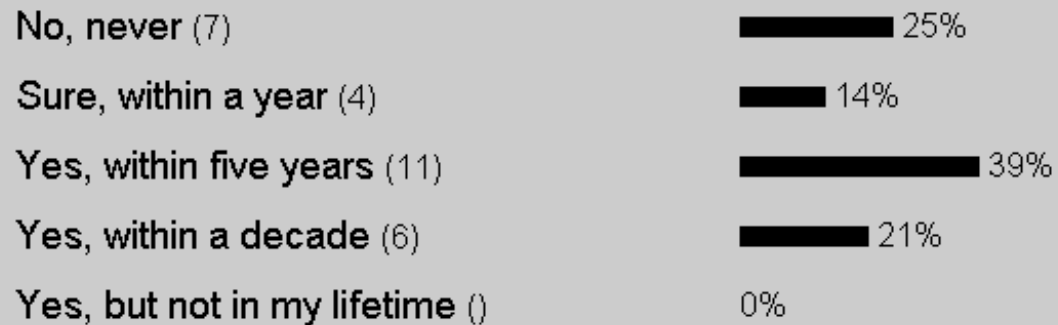 No, never (7) 25%
Sure, within a year (4) 14%
Yes, within five years (11) 39%
Yes, within a decade (6) 21%
Yes, but not in my lifetime () 0%